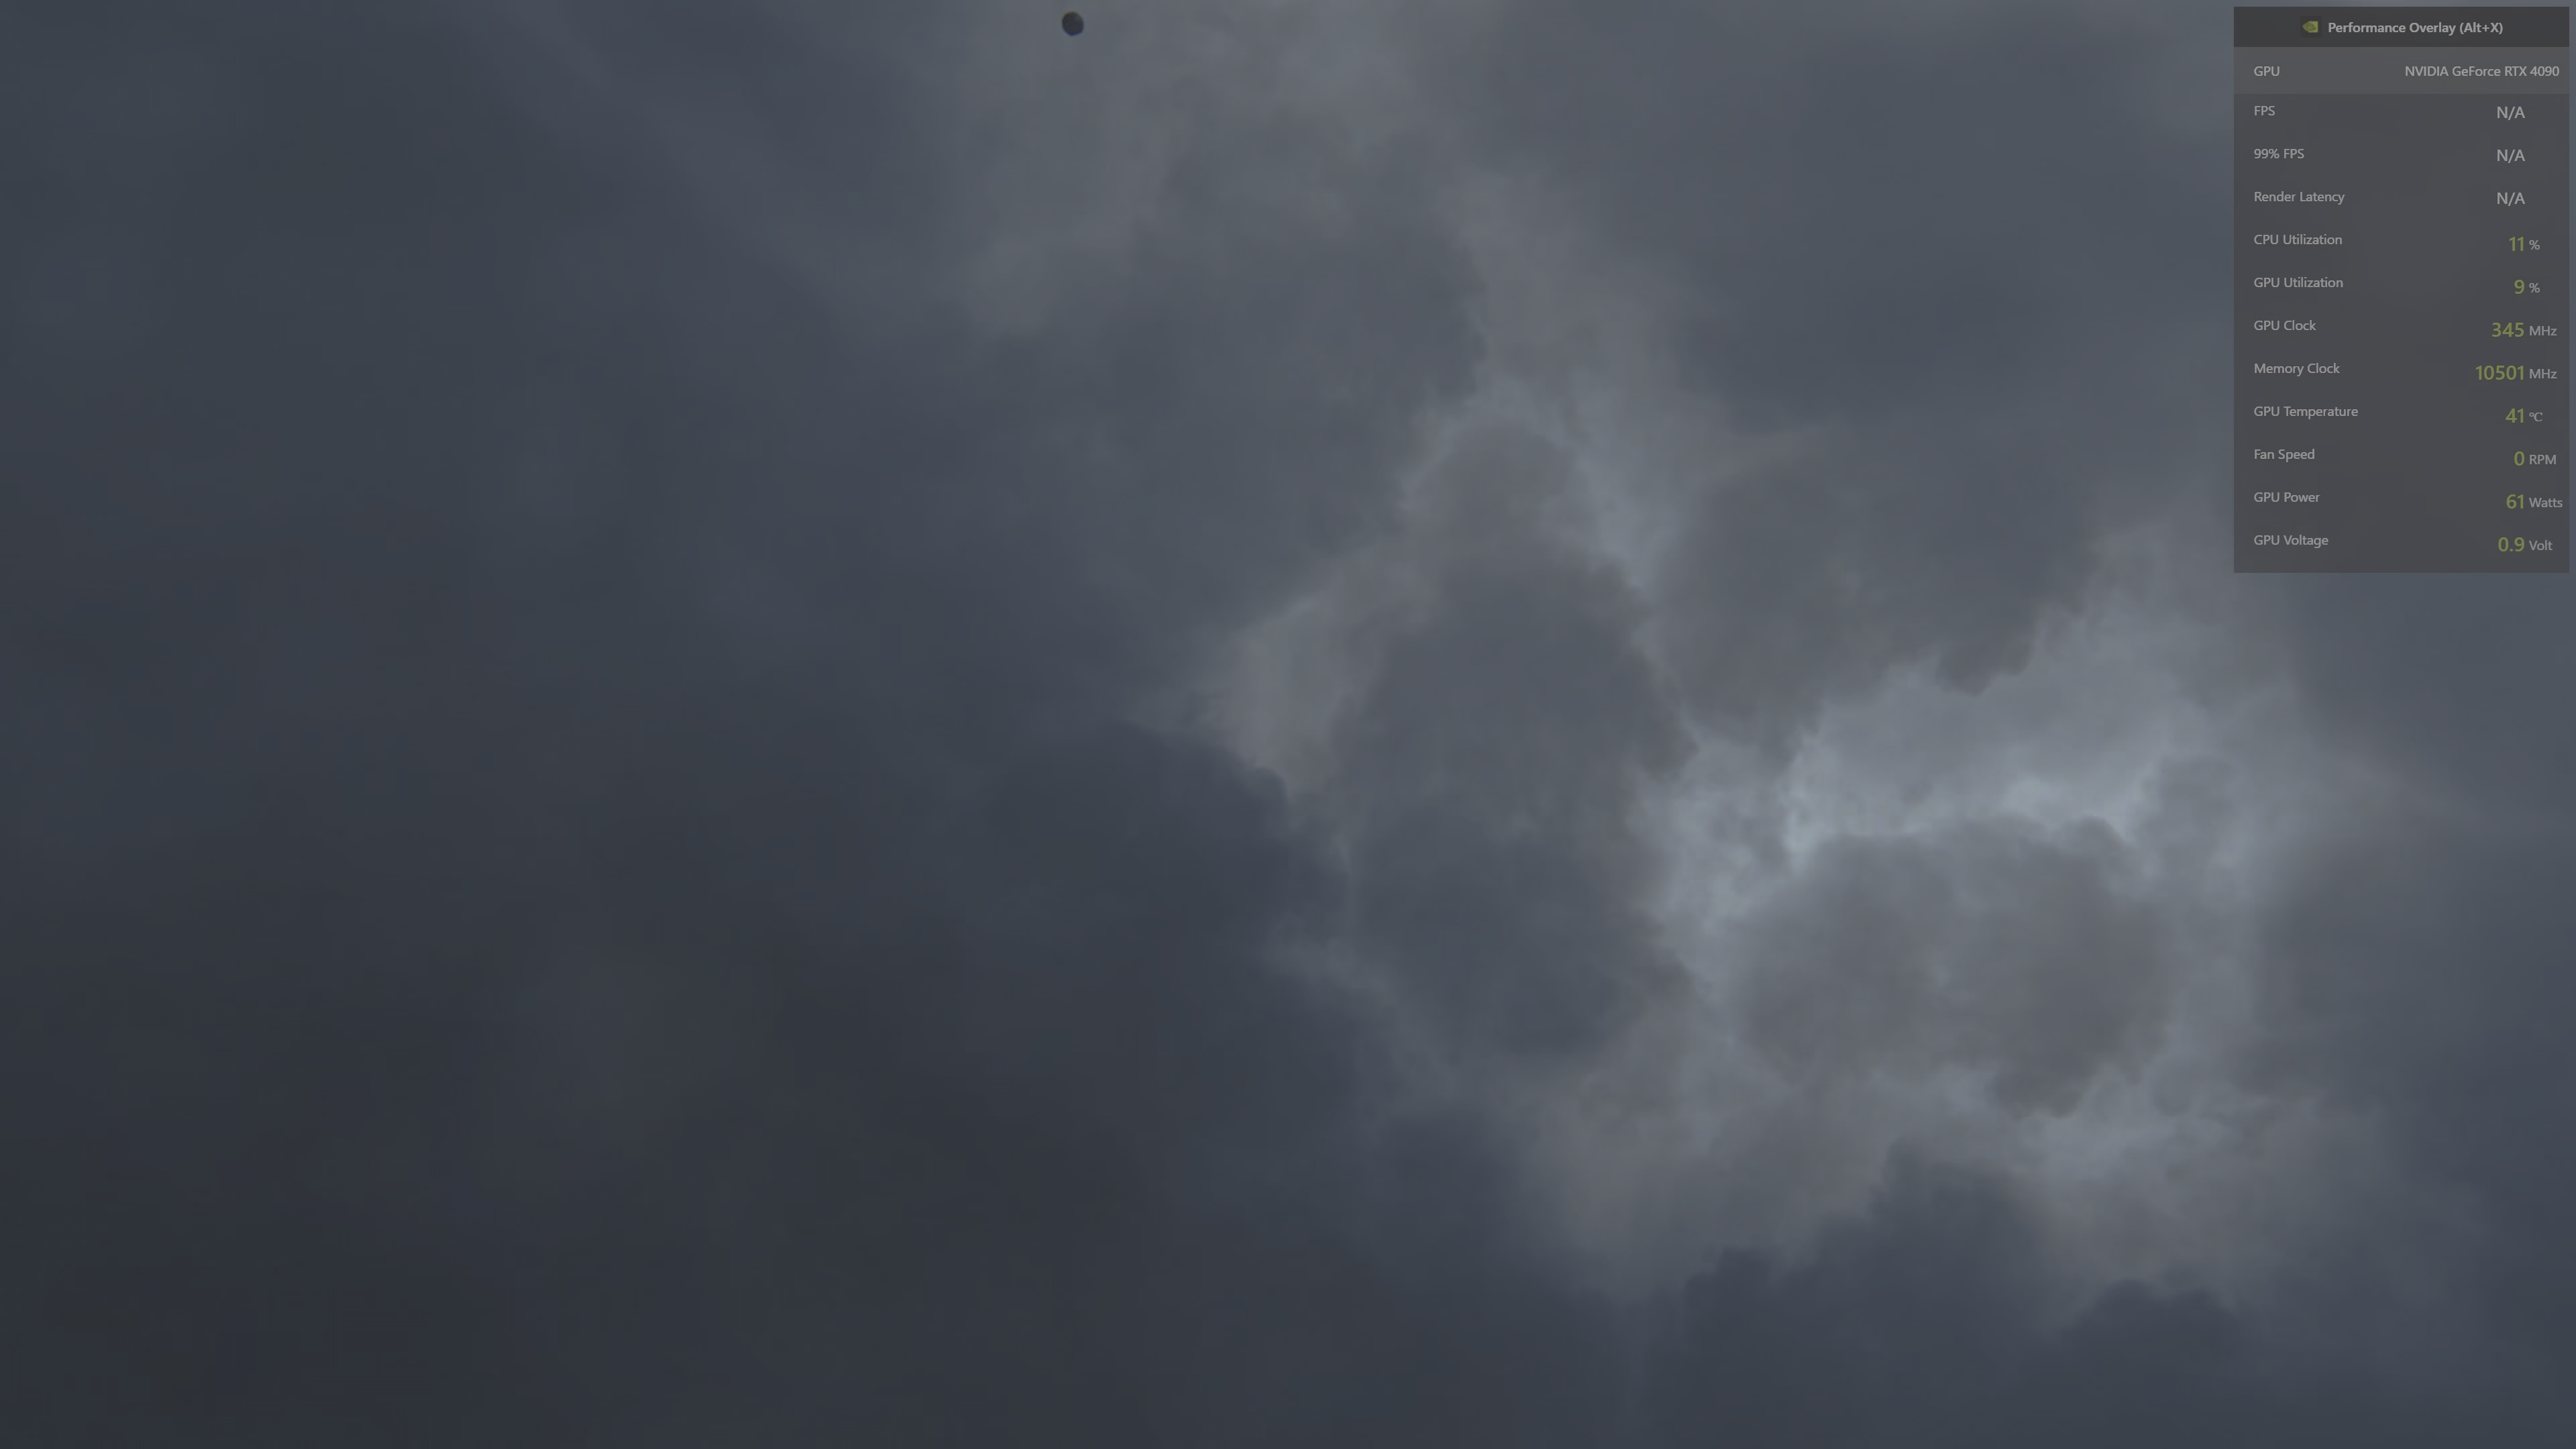 Performance Overlay (Alt+X)
GPU NVIDIA GeForce RTX 4090
FPS N/A
99% FPS N/A
Render Latency N/A
CPU Utilization 11 %
GPU Utilization 9 %
GPU Clock 345 MHz
Memory Clock 10501 MHz
GPU Temperature 41 °C
Fan Speed 0 RPM
GPU Power 61 Watts
GPU Voltage 0.9 Volt